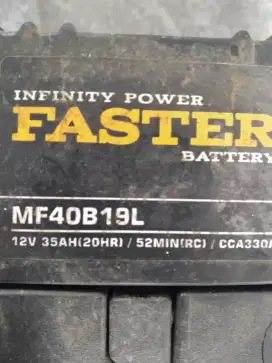 INFINITY POWER
FASTER
BATTERY
MF40B19L
12V 35AH(20HR) / 52MIN(RC) / CCA330A